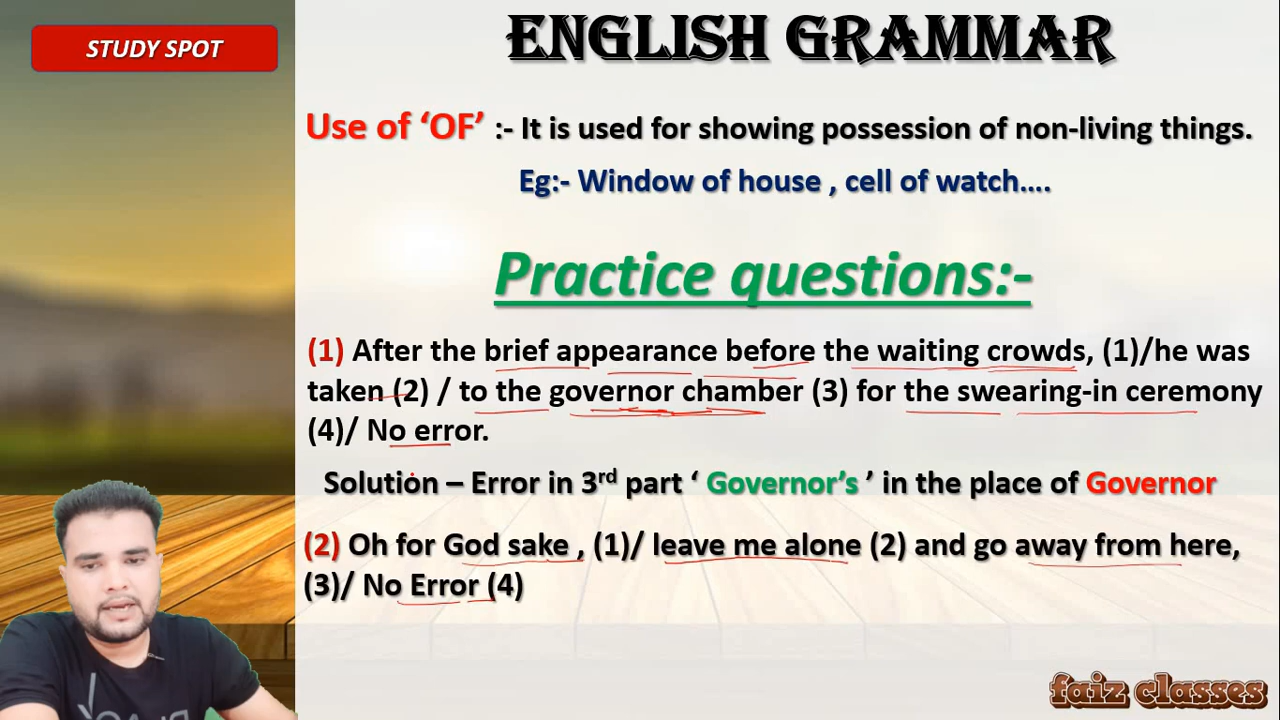 STUDY SPOT
ENGLISH GRAMMAR
Use of ‘OF’ :- It is used for showing possession of non-living things.
Eg:- Window of house , cell of watch....
Practice questions:-
(1) After the brief appearance before the waiting crowds, (1)/he was
taken (2) / to the governor chamber (3) for the swearing-in ceremony
(4)/ No error.
Solution – Error in 3rd part ‘ Governor’s ’ in the place of Governor
(2) Oh for God sake , (1)/ leave me alone (2) and go away from here,
(3)/ No Error (4)
faiz classes